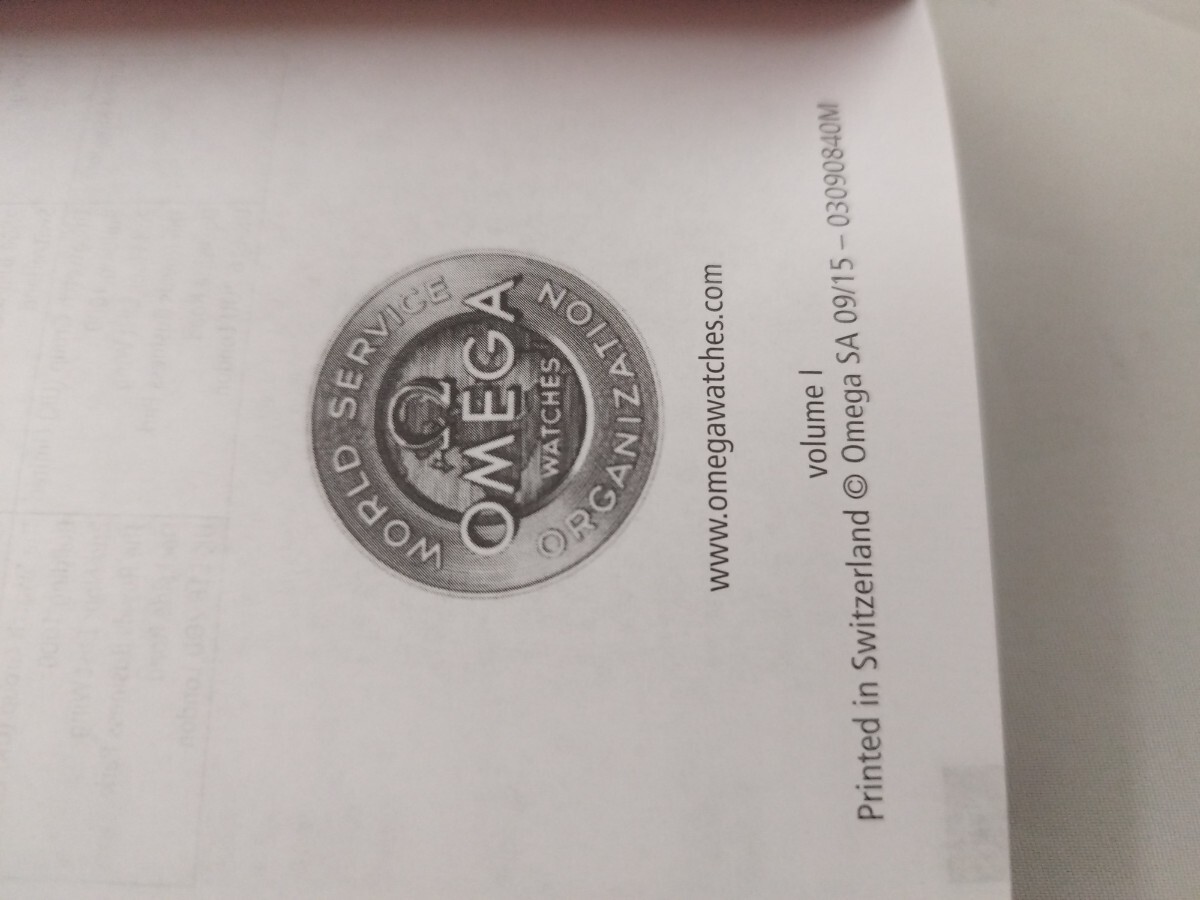 WORLD SERVICE
Ω
OMEGA
WATCHES
ORGANIZATION
www.omegawatches.com
volume I
Printed in Switzerland © Omega SA 09/15 – 03090840M